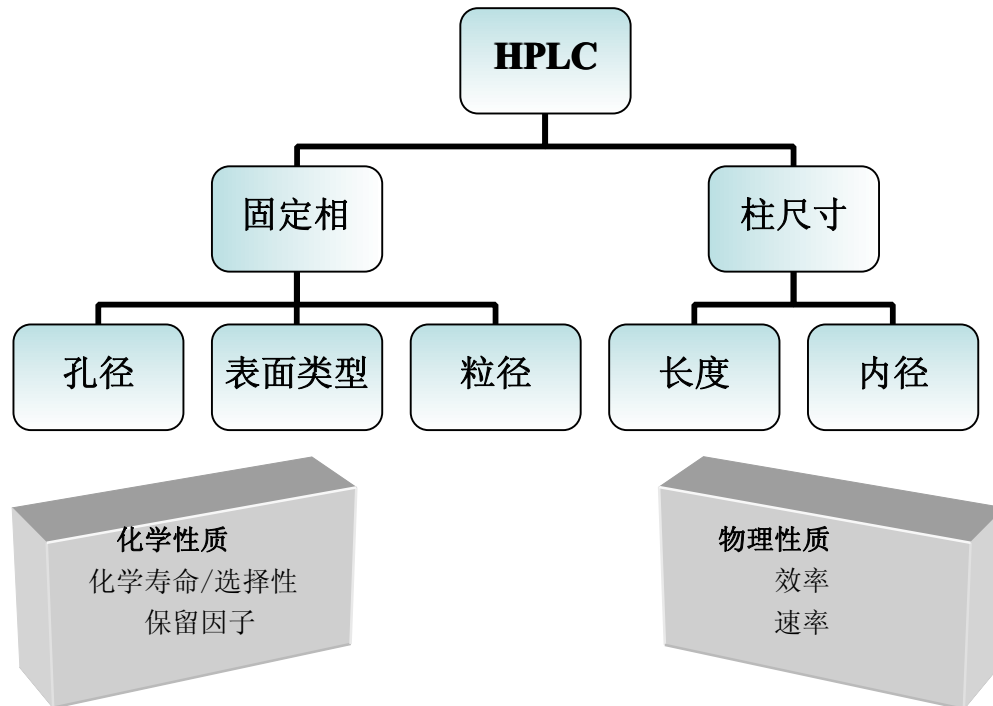 HPLC
固定相
柱尺寸
孔径
表面类型
粒径
长度
内径
化学性质
化学寿命/选择性
保留因子
物理性质
效率
速率